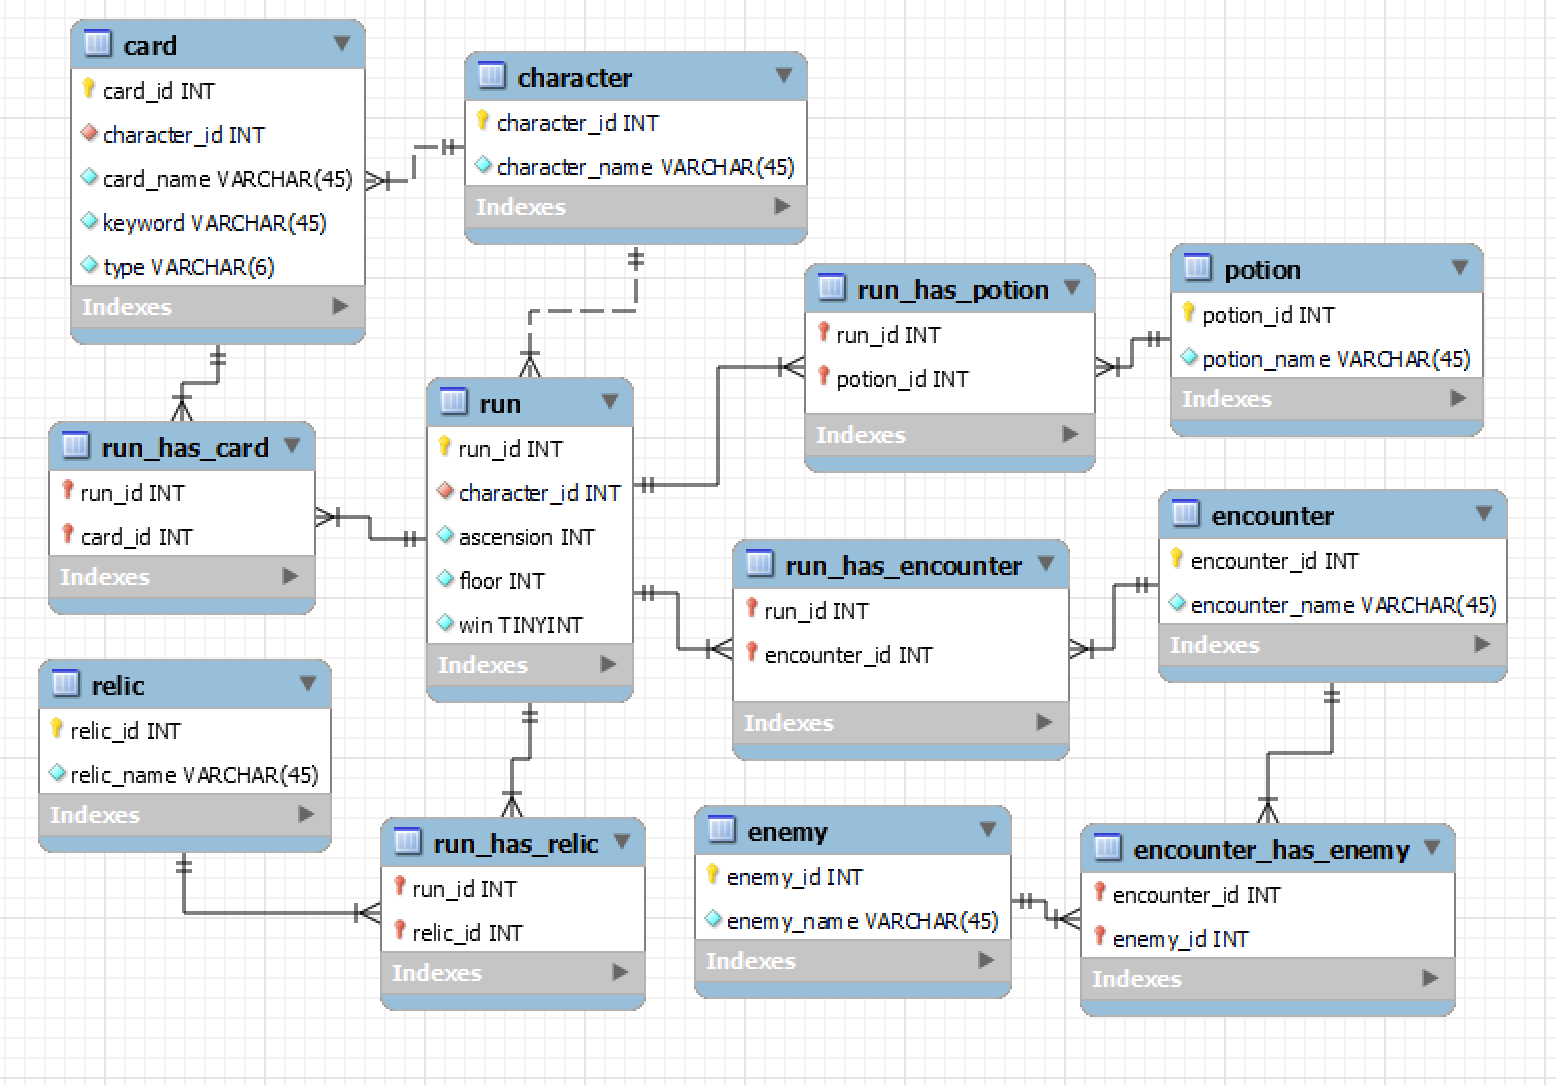 card
card_id INT
character_id INT
card_name VARCHAR(45)
keyword VARCHAR(45)
type VARCHAR(6)
Indexes
character
character_id INT
character_name VARCHAR(45)
Indexes
run_has_potion
run_id INT
potion_id INT
Indexes
potion
potion_id INT
potion_name VARCHAR(45)
Indexes
run_has_card
run_id INT
card_id INT
Indexes
run
run_id INT
character_id INT
ascension INT
floor INT
win TINYINT
Indexes
run_has_encounter
run_id INT
encounter_id INT
Indexes
encounter
encounter_id INT
encounter_name VARCHAR(45)
Indexes
relic
relic_id INT
relic_name VARCHAR(45)
Indexes
run_has_relic
run_id INT
relic_id INT
Indexes
enemy
enemy_id INT
enemy_name VARCHAR(45)
Indexes
encounter_has_enemy
encounter_id INT
enemy_id INT
Indexes